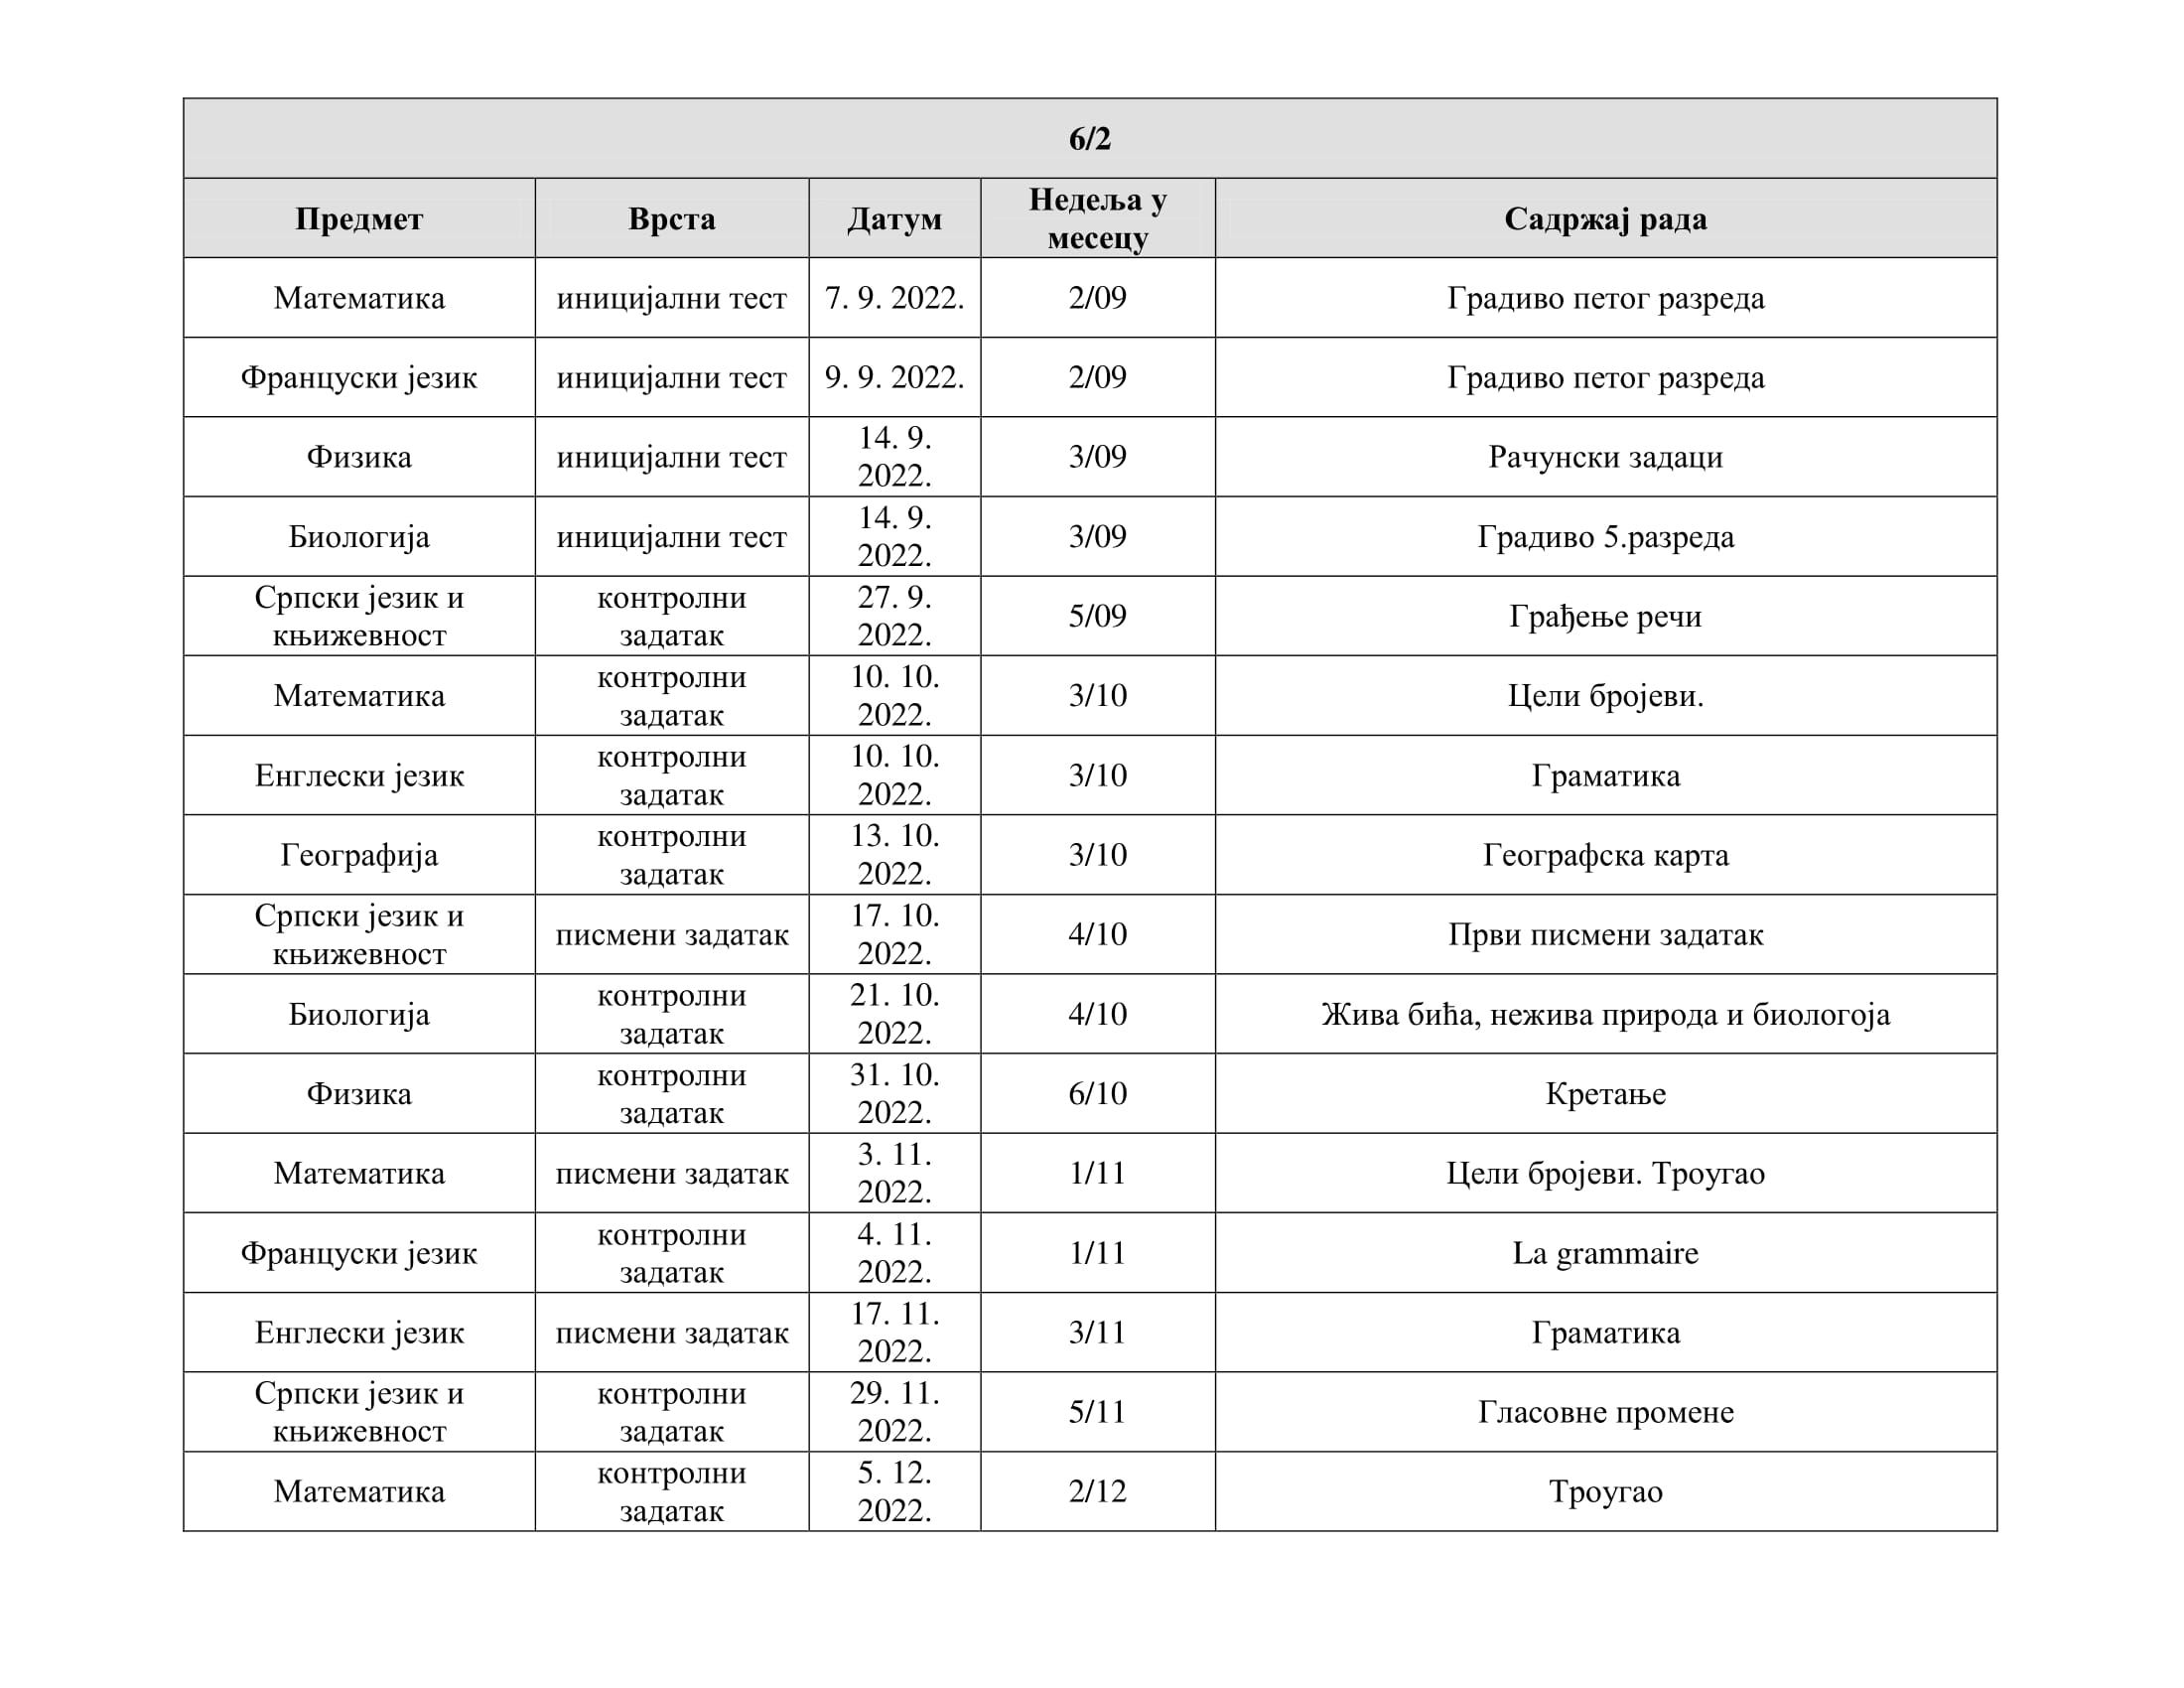 6/2
Предмет Врста Датум Недеља у месецу Садржај рада
Математика иницијални тест 7. 9. 2022. 2/09 Градиво петог разреда
Француски језик иницијални тест 9. 9. 2022. 2/09 Градиво петог разреда
Физика иницијални тест 14. 9. 2022. 3/09 Рачунски задаци
Биологија иницијални тест 14. 9. 2022. 3/09 Градиво 5.разреда
Српски језик и књижевност контролни задатак 27. 9. 2022. 5/09 Грађење речи
Математика контролни задатак 10. 10. 2022. 3/10 Цели бројеви.
Енглески језик контролни задатак 10. 10. 2022. 3/10 Граматика
Географија контролни задатак 13. 10. 2022. 3/10 Географска карта
Српски језик и књижевност писмени задатак 17. 10. 2022. 4/10 Први писмени задатак
Биологија контролни задатак 21. 10. 2022. 4/10 Жива бића, нежива природа и биологоја
Физика контролни задатак 31. 10. 2022. 6/10 Кретање
Математика писмени задатак 3. 11. 2022. 1/11 Цели бројеви. Троугао
Француски језик контролни задатак 4. 11. 2022. 1/11 La grammaire
Енглески језик писмени задатак 17. 11. 2022. 3/11 Граматика
Српски језик и књижевност контролни задатак 29. 11. 2022. 5/11 Гласовне промене
Математика контролни задатак 5. 12. 2022. 2/12 Троугао